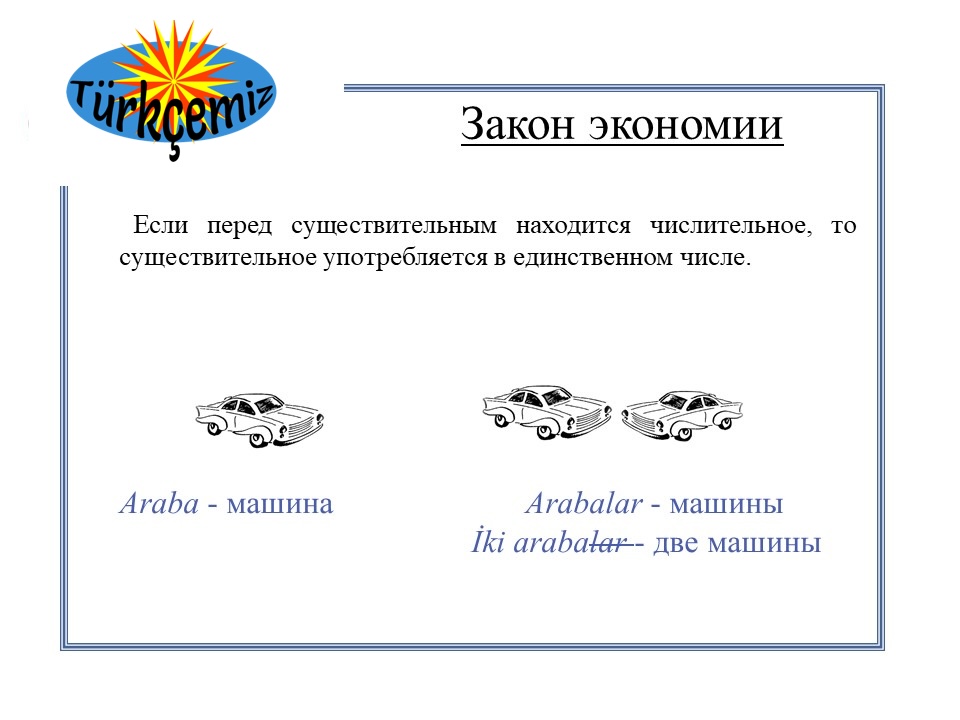 Türkçemiz
Закон экономии
Если перед существительным находится числительное, то
существительное употребляется в единственном числе.
Araba - машина
Arabalar - машины
İki arabalar - две машины